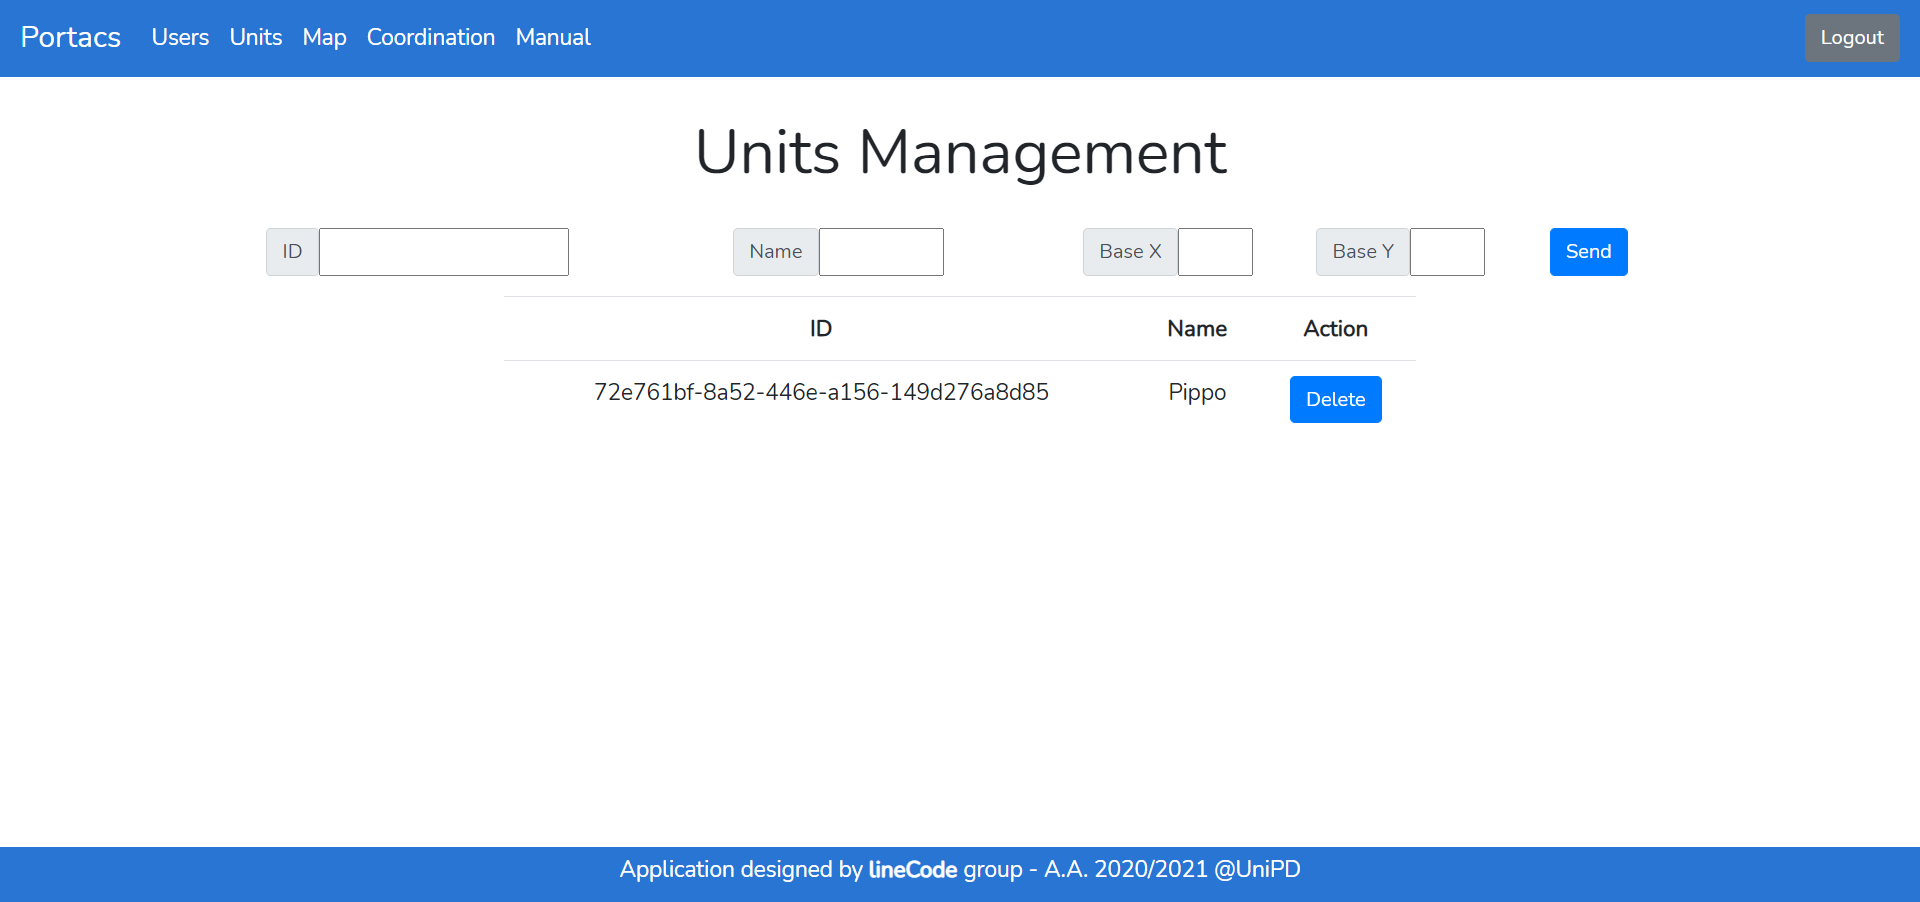 Portacs Users Units Map Coordination Manual Logout
Units Management
ID Name Base X Base Y Send
ID Name Action
72e761bf-8a52-446e-a156-149d276a8d85 Pippo Delete
Application designed by lineCode group - A.A. 2020/2021 @UniPD